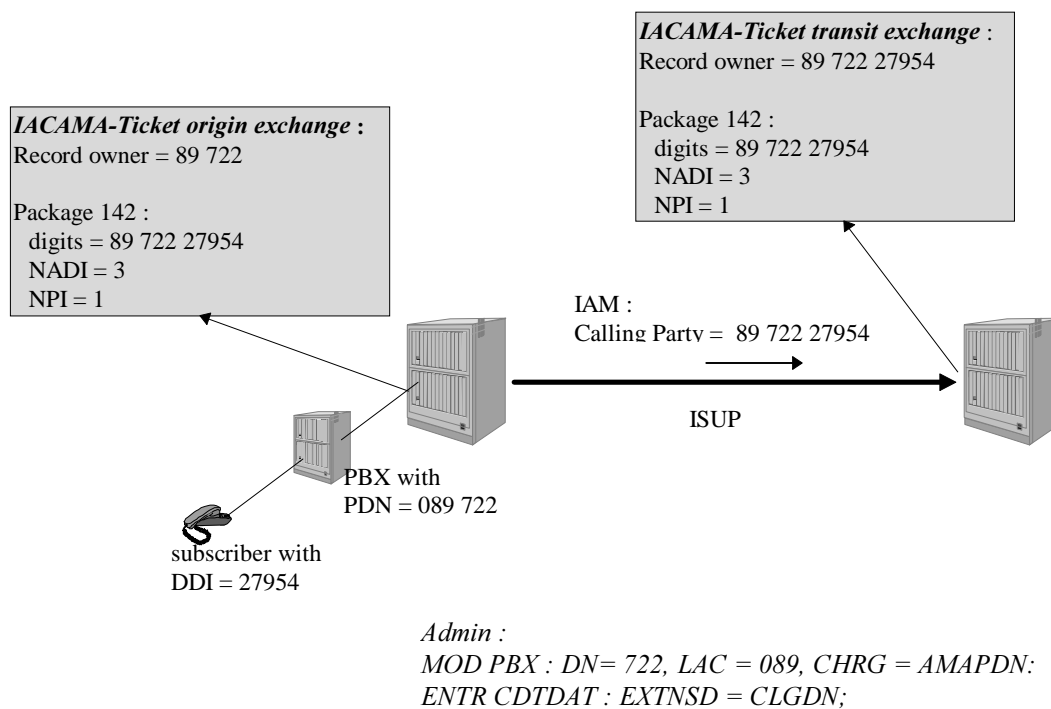 IACAMA-Ticket transit exchange :
Record owner = 89 722 27954
Package 142 :
digits = 89 722 27954
NADI = 3
NPI = 1
IACAMA-Ticket origin exchange :
Record owner = 89 722
Package 142 :
digits = 89 722 27954
NADI = 3
NPI = 1
IAM :
Calling Party = 89 722 27954
ISUP
PBX with
PDN = 089 722
subscriber with
DDI = 27954
Admin :
MOD PBX : DN= 722, LAC = 089, CHRG = AMAPDN:
ENTR CDTDAT : EXTNSD = CLGDN;